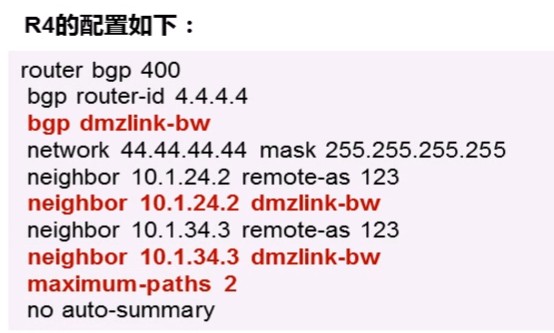 R4的配置如下：
router bgp 400
bgp router-id 4.4.4.4
bgp dmzlink-bw
network 44.44.44.44 mask 255.255.255.255
neighbor 10.1.24.2 remote-as 123
neighbor 10.1.24.2 dmzlink-bw
neighbor 10.1.34.3 remote-as 123
neighbor 10.1.34.3 dmzlink-bw
maximum-paths 2
no auto-summary